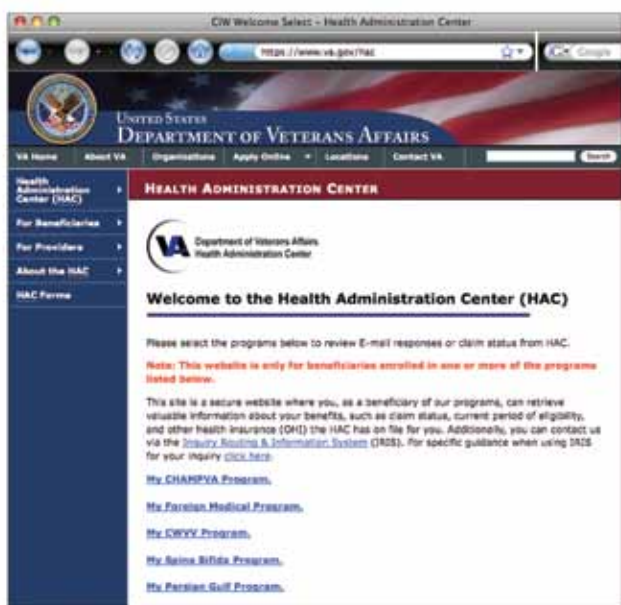 CIW Welcome Select - Health Administration Center
https://www.va.gov/hac
Google
UNITED STATES
DEPARTMENT OF VETERANS AFFAIRS
VA Home About VA Organizations Apply Online Locations Contact VA Search
Health Administration Center (HAC)
For Beneficiaries
For Providers
About the HAC
HAC Forms
HEALTH ADMINISTRATION CENTER
VA
Department of Veterans Affairs
Health Administration Center
Welcome to the Health Administration Center (HAC)
Please select the programs below to review E-mail responses or claim status from HAC.
Note: This website is only for beneficiaries enrolled in one or more of the programs
listed below.
This site is a secure website where you, as a beneficiary of our programs, can retrieve
valuable information about your benefits, such as claim status, current period of eligibility,
and other health insurance (OHI) the HAC has on file for you. Additionally, you can contact us
via the Inquiry Routing & Information System (IRIS). For specific guidance when using IRIS
for your inquiry click here.
My CHAMPVA Program.
My Foreign Medical Program.
My CWVV Program.
My Spina Bifida Program.
My Persian Gulf Program.